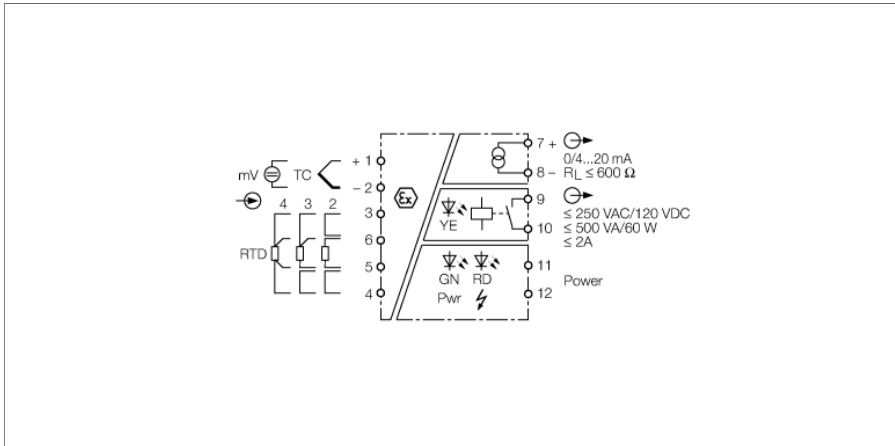 mV
TC
+ 1
− 2
4 3 2
3
RTD
6
5
4
Ex
7 +
0/4...20 mA
8 − RL ≤ 600 Ω
9
YE
≤ 250 VAC/120 VDC
10
≤ 500 VA/60 W
≤ 2A
11
GN RD
Power
Pwr
12